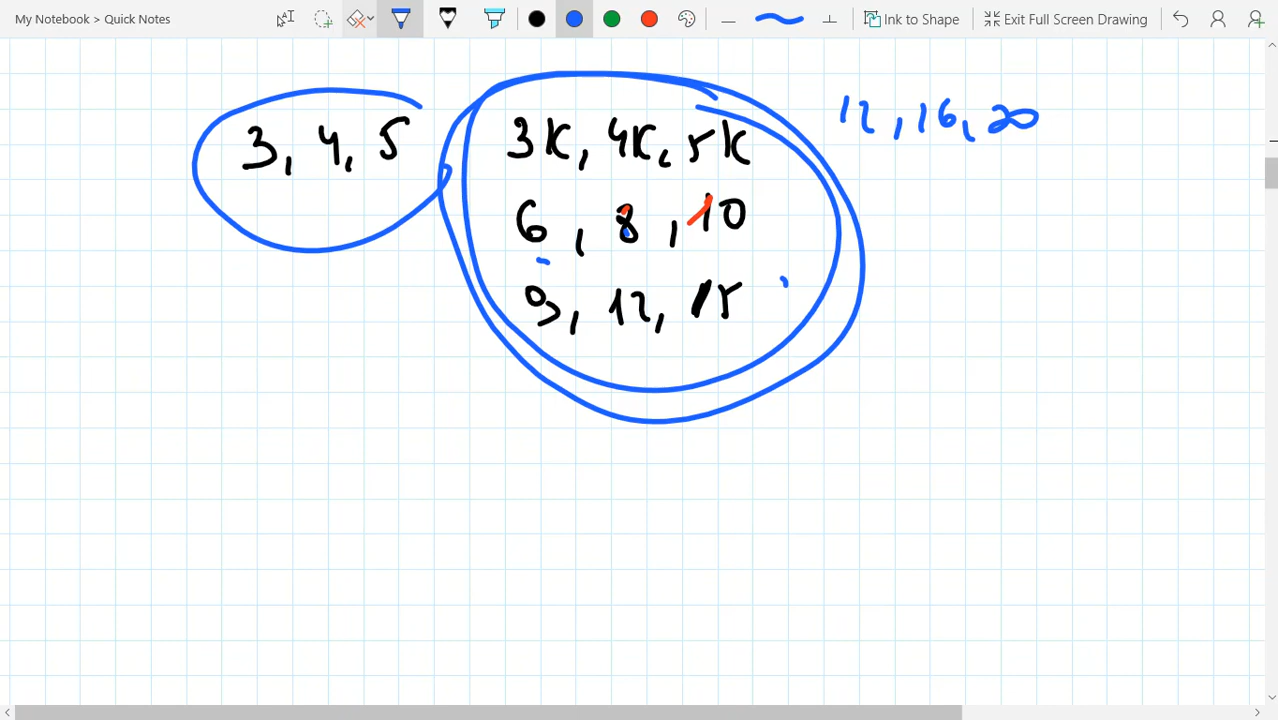 My Notebook > Quick Notes
Ink to Shape
Exit Full Screen Drawing
3, 4, 5
3K, 4K, 5K
12, 16, 20
6, 8, 10
9, 12, 15